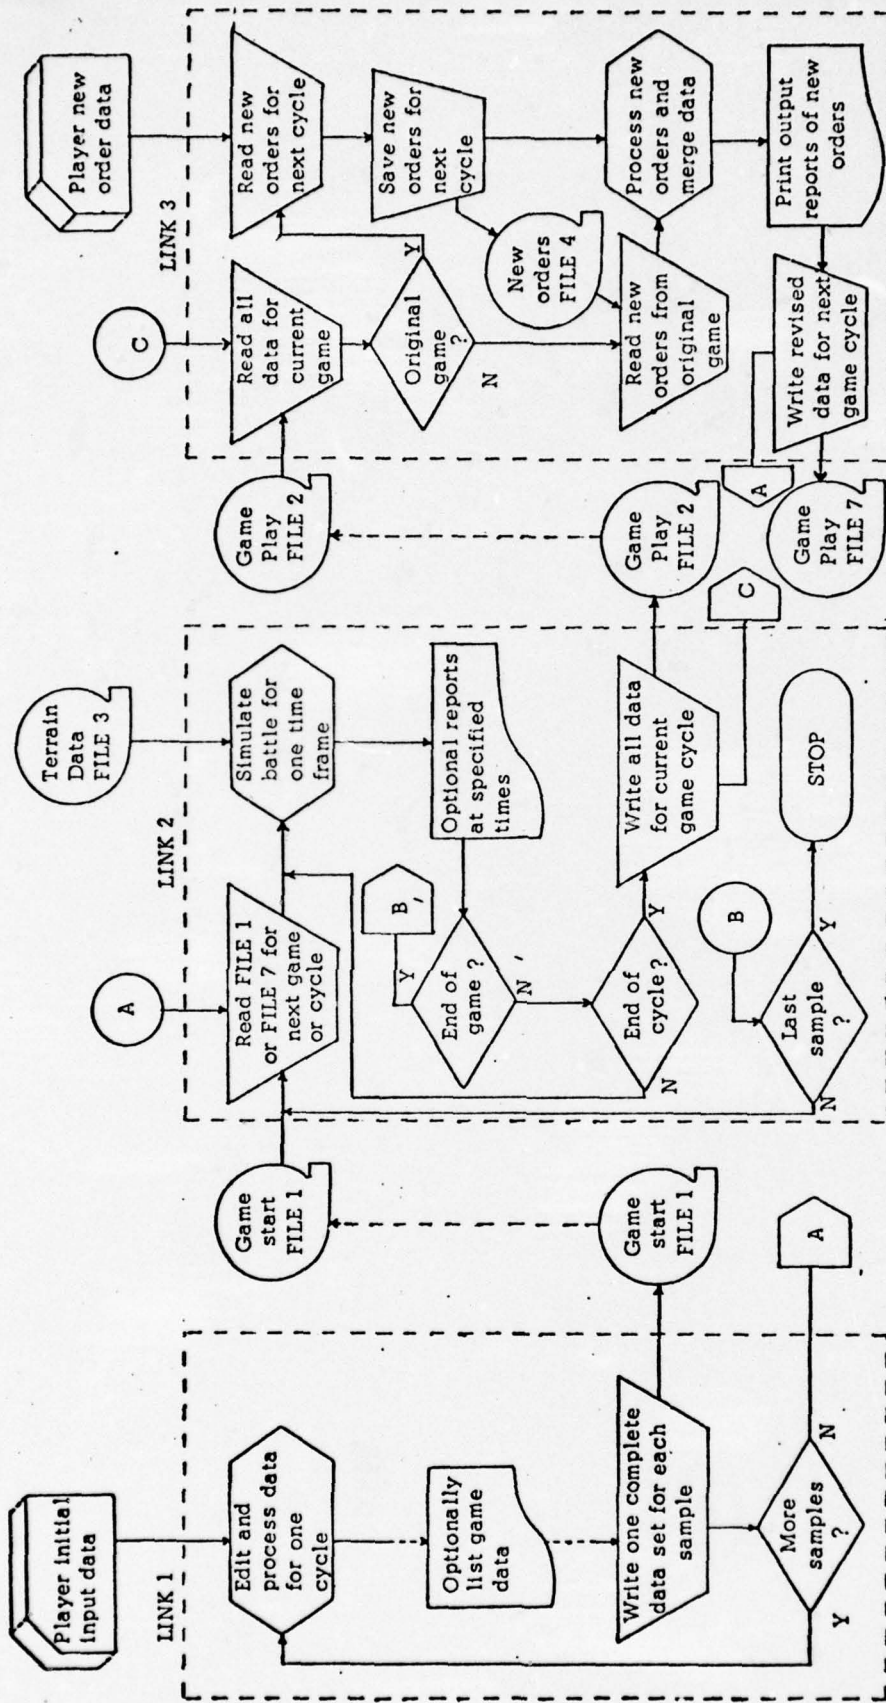 Player initial
input data
LINK 1
Edit and
process data
for one
cycle
Optionally
list game
data
Write one complete
data set for each
sample
More
samples
?
Y
N
A
Game
start
FILE 1
Game
start
FILE 1
LINK 2
A
Read FILE 1
or FILE 7 for
next game
or cycle
Terrain
Data
FILE 3
Simulate
battle for
one time
frame
Optional reports
at specified
times
End of
game ?
Y
B
N
End of
cycle?
N
Y
Write all data
for current
game cycle
C
B
Last
sample
?
N
Y
STOP
Game
Play
FILE 2
Game
Play
FILE 2
LINK 3
C
Read all
data for
current
game
Original
game
?
Y
N
Player new
order data
Read new
orders for
next cycle
Save new
orders for
next
cycle
New
orders
FILE 4
Read new
orders from
original
game
Process new
orders and
merge data
Print output
reports of new
orders
Write revised
data for next
game cycle
A
Game
Play
FILE 7